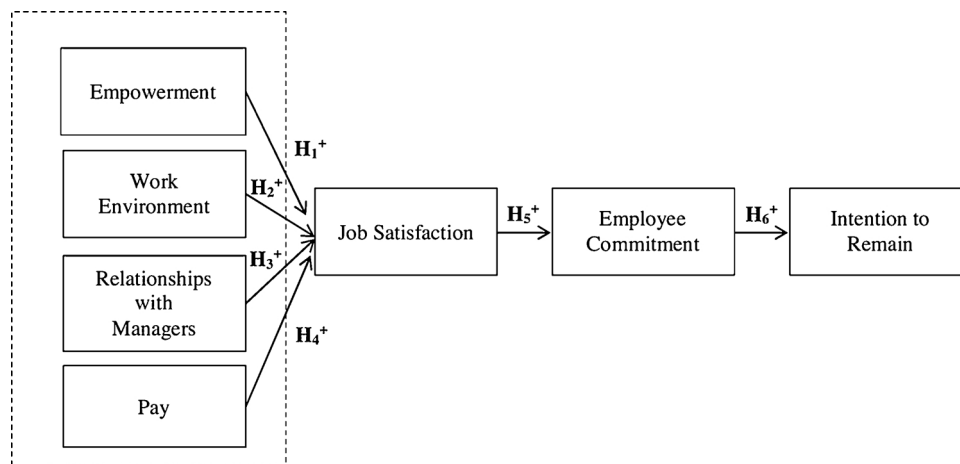 Empowerment
H₁⁺
Work
Environment
H₂⁺
Relationships
with
Managers
H₃⁺
Pay
H₄⁺
Job Satisfaction
H₅⁺
Employee
Commitment
H₆⁺
Intention to
Remain